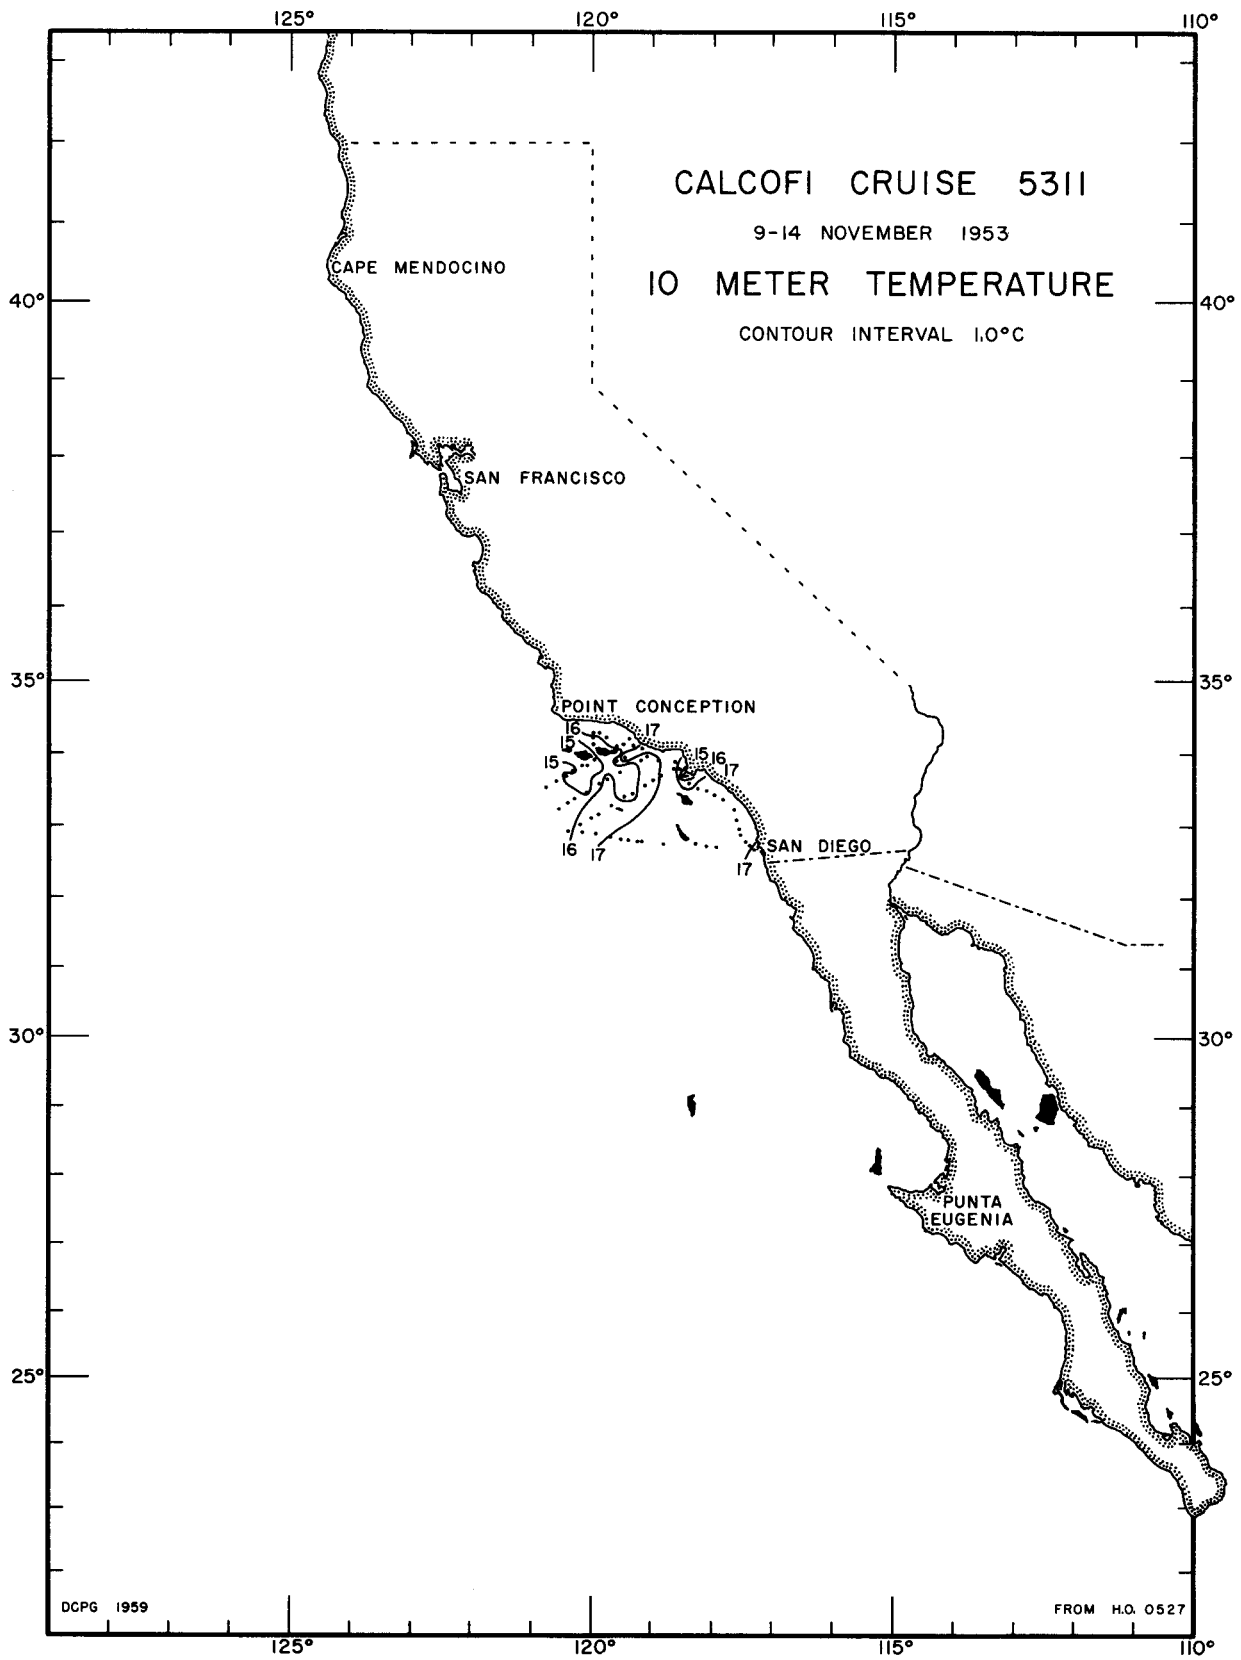 125° 120° 115° 110°
CALCOFI CRUISE 5311
9-14 NOVEMBER 1953
CAPE MENDOCINO
10 METER TEMPERATURE
40° 40°
CONTOUR INTERVAL 1.0°C
SAN FRANCISCO
35° 35°
POINT CONCEPTION
16 17
15
15 15 16 17
16 17 17 SAN DIEGO
30° 30°
PUNTA
EUGENIA
25° 25°
DCPG 1959 FROM H.O. 0527
125° 120° 115° 110°